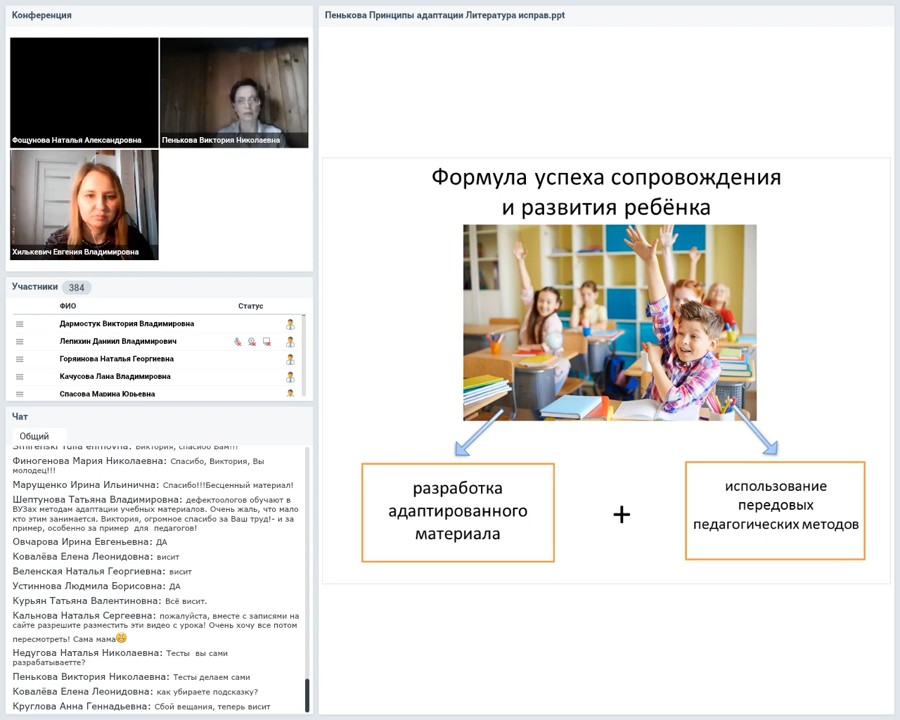 Конференция
Фощунова Наталья Александровна
Пенькова Виктория Николаевна
Хилькевич Евгения Владимировна
Участники 384
ФИО Статус
Дармостук Виктория Владимировна
Лепихин Даниил Владимирович
Горяинова Наталья Георгиевна
Качусова Лана Владимировна
Спасова Марина Юрьевна
Чат
Общий
Виктория, спасибо Вам!!!
Финогенова Мария Николаевна: Спасибо, Виктория, Вы
молодец!!!
Марущенко Ирина Ильинична: Спасибо!!!Бесценный материал!
Шептунова Татьяна Владимировна: дефектологов обучают в
ВУЗах методам адаптации учебных материалов. Очень жаль, что мало
кто этим занимается. Виктория, огромное спасибо за Ваш труд!- и за
пример, особенно за пример для педагогов!
Овчарова Ирина Евгеньевна: ДА
Ковалёва Елена Леонидовна: висит
Веленская Наталья Георгиевна: висит
Устиннова Людмила Борисовна: ДА
Курьян Татьяна Валентиновна: Всё висит.
Кальнова Наталья Сергеевна: пожалуйста, вместе с записями на
сайте разрешите разместить эти видео с урока! Очень хочу все потом
пересмотреть! Сама мама
Недугова Наталья Николаевна: Тесты вы сами
разрабатываетте?
Пенькова Виктория Николаевна: Тесты делаем сами
Ковалёва Елена Леонидовна: как убираете подсказку?
Круглова Анна Геннадьевна: Сбой вещания, теперь висит
Пенькова Принципы адаптации Литература исправ.ppt
Формула успеха сопровождения
и развития ребёнка
разработка
адаптированного
материала
+
использование
передовых
педагогических методов